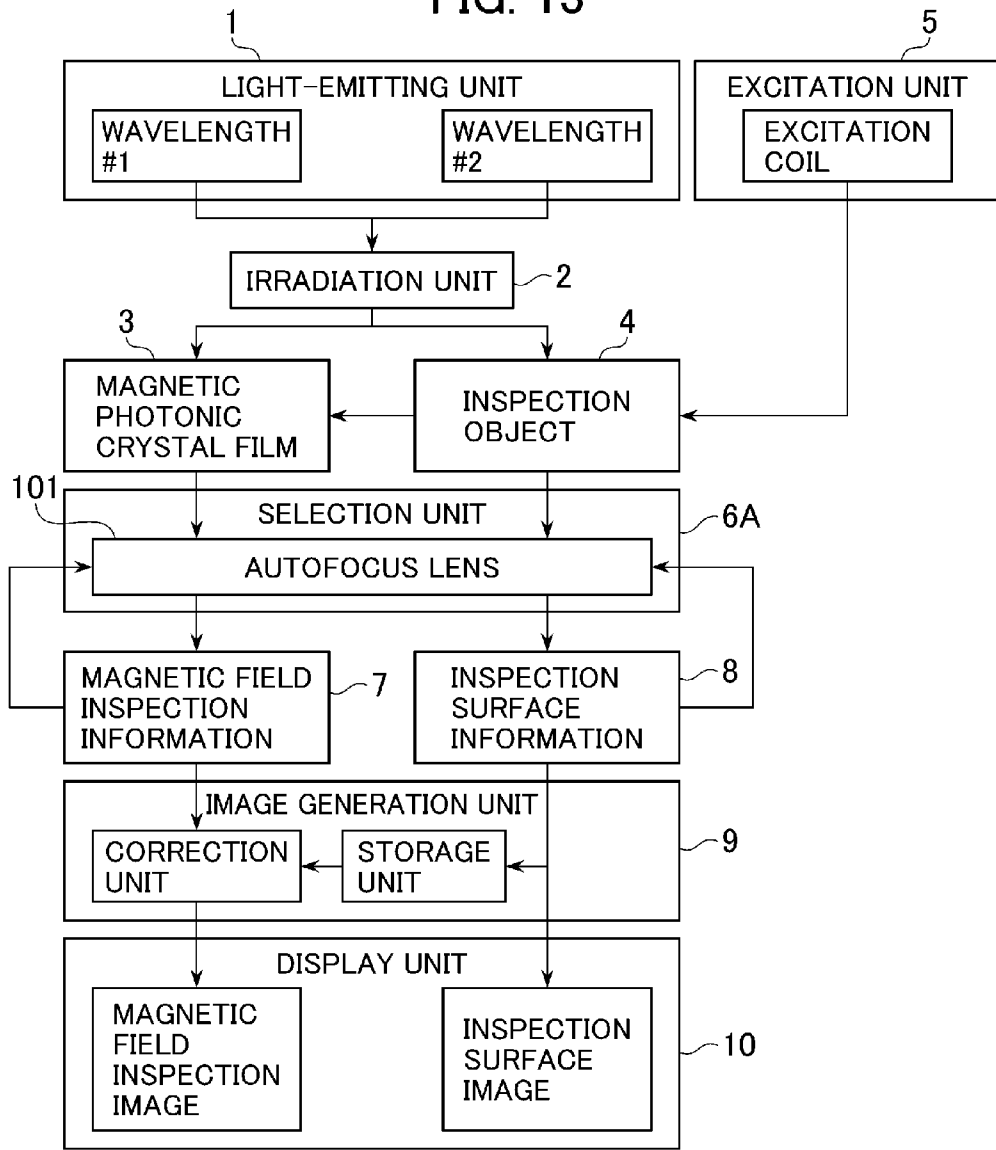 FIG. 13
1
5
LIGHT-EMITTING UNIT
EXCITATION UNIT
WAVELENGTH
#1
WAVELENGTH
#2
EXCITATION
COIL
IRRADIATION UNIT
2
3
4
MAGNETIC
PHOTONIC
CRYSTAL FILM
INSPECTION
OBJECT
101
SELECTION UNIT
6A
AUTOFOCUS LENS
MAGNETIC FIELD
INSPECTION
INFORMATION
7
INSPECTION
SURFACE
INFORMATION
8
IMAGE GENERATION UNIT
9
CORRECTION
UNIT
STORAGE
UNIT
DISPLAY UNIT
MAGNETIC
FIELD
INSPECTION
IMAGE
INSPECTION
SURFACE
IMAGE
10